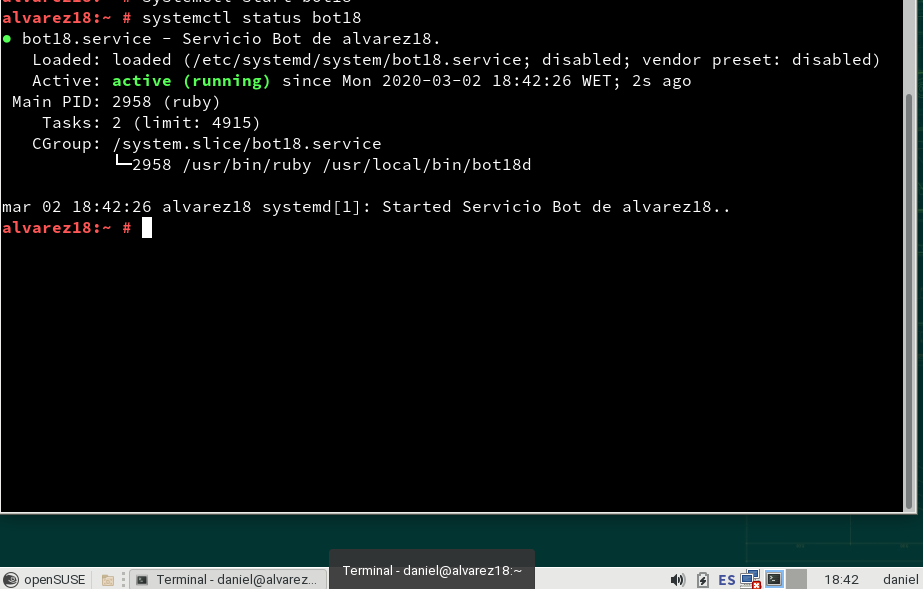 alvarez18:~ # systemctl start bot18
alvarez18:~ # systemctl status bot18
● bot18.service - Servicio Bot de alvarez18.
   Loaded: loaded (/etc/systemd/system/bot18.service; disabled; vendor preset: disabled)
   Active: active (running) since Mon 2020-03-02 18:42:26 WET; 2s ago
 Main PID: 2958 (ruby)
    Tasks: 2 (limit: 4915)
   CGroup: /system.slice/bot18.service
           └─2958 /usr/bin/ruby /usr/local/bin/bot18d
mar 02 18:42:26 alvarez18 systemd[1]: Started Servicio Bot de alvarez18..
alvarez18:~ #
Terminal - daniel@alvarez18:~
openSUSE Terminal - daniel@alvarez... ES 18:42 daniel